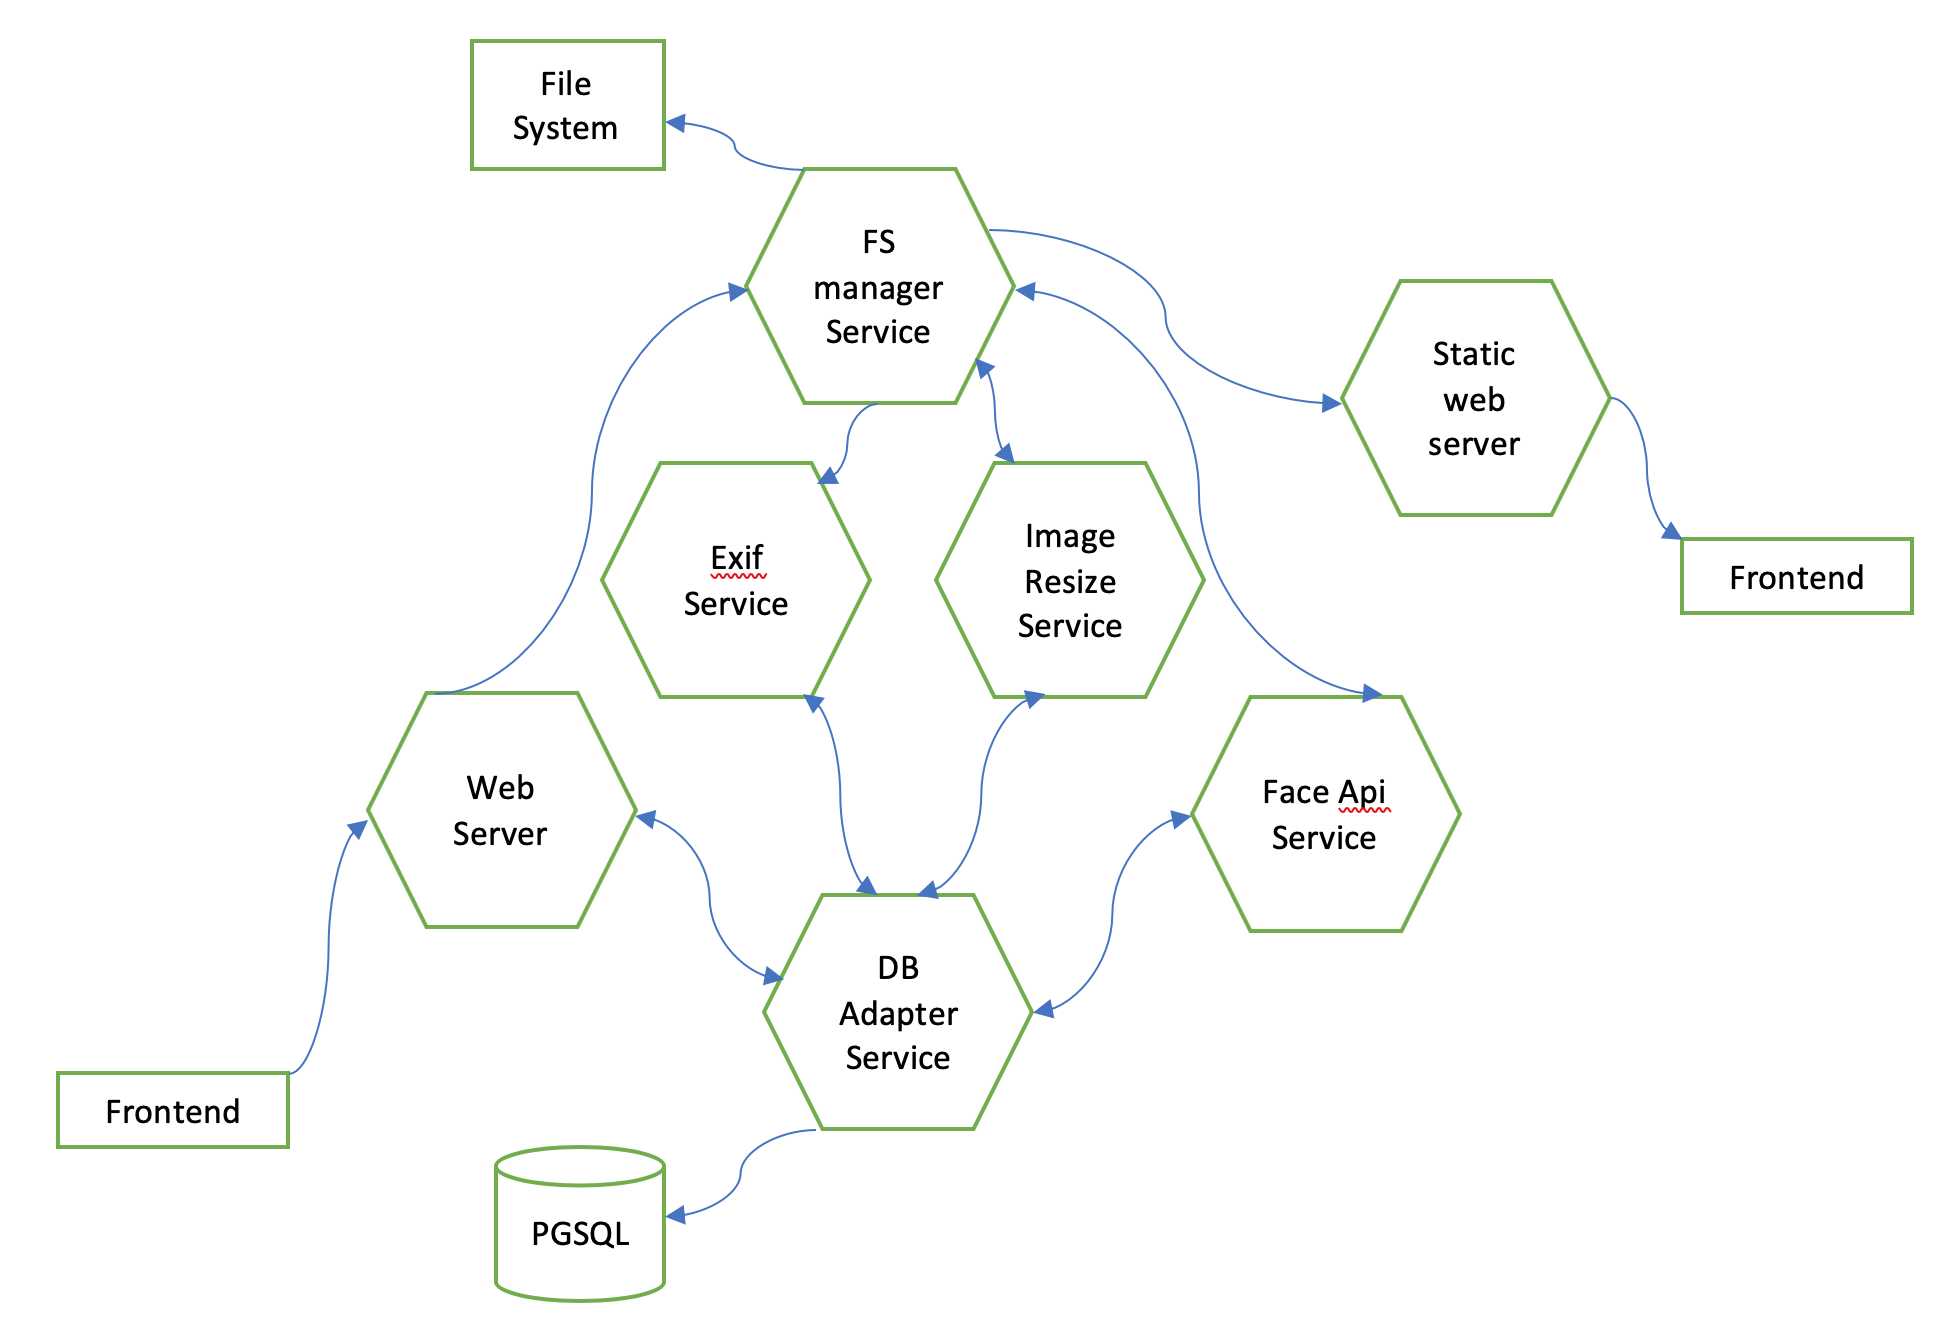 File
System
FS
manager
Service
Static
web
server
Exif
Service
Image
Resize
Service
Frontend
Web
Server
Face Api
Service
DB
Adapter
Service
Frontend
PGSQL